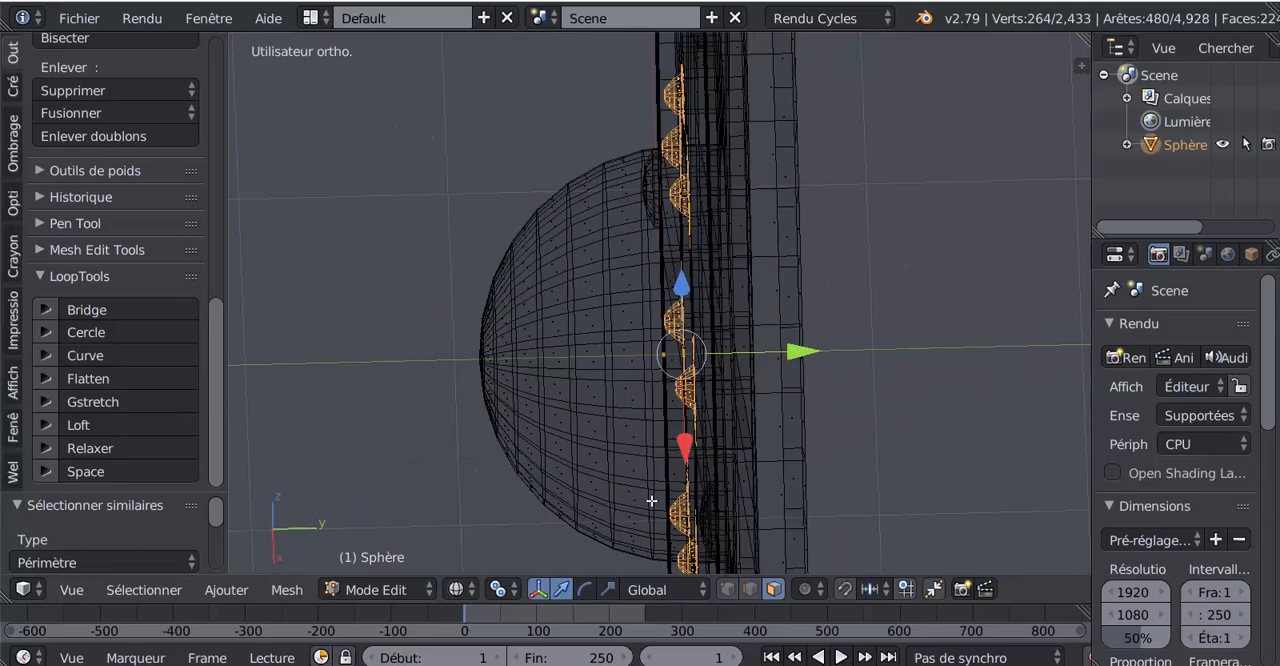 Fichier Rendu Fenêtre Aide Default Scene Rendu Cycles v2.79 | Verts:264/2,433 | Arêtes:480/4,928 | Faces:224
Bisecter
Enlever :
Supprimer
Fusionner
Enlever doublons
Outils de poids
Historique
Pen Tool
Mesh Edit Tools
LoopTools
Bridge
Cercle
Curve
Flatten
Gstretch
Loft
Relaxer
Space
Sélectionner similaires
Type
Périmètre
Out
Cré
Ombage
Opti
Crayon
Impressio
Affich
Fenê
Wel
Utilisateur ortho.
z
y
x
(1) Sphère
Vue Sélectionner Ajouter Mesh Mode Edit Global
-600 -500 -400 -300 -200 -100 0 100 200 300 400 500 600 700 800
Vue Marqueur Frame Lecture Début: 1 Fin: 250 1 Pas de synchro
Vue Chercher
Scene
Calques
Lumière
Sphère
Scene
Rendu
Ren Ani Audi
Affich Éditeur
Ense Supportées
Périph CPU
Open Shading La...
Dimensions
Pré-réglage...
Résolutio Intervall
1920 Fra:1
1080 : 250
50% Éta:1
Proportion Framera